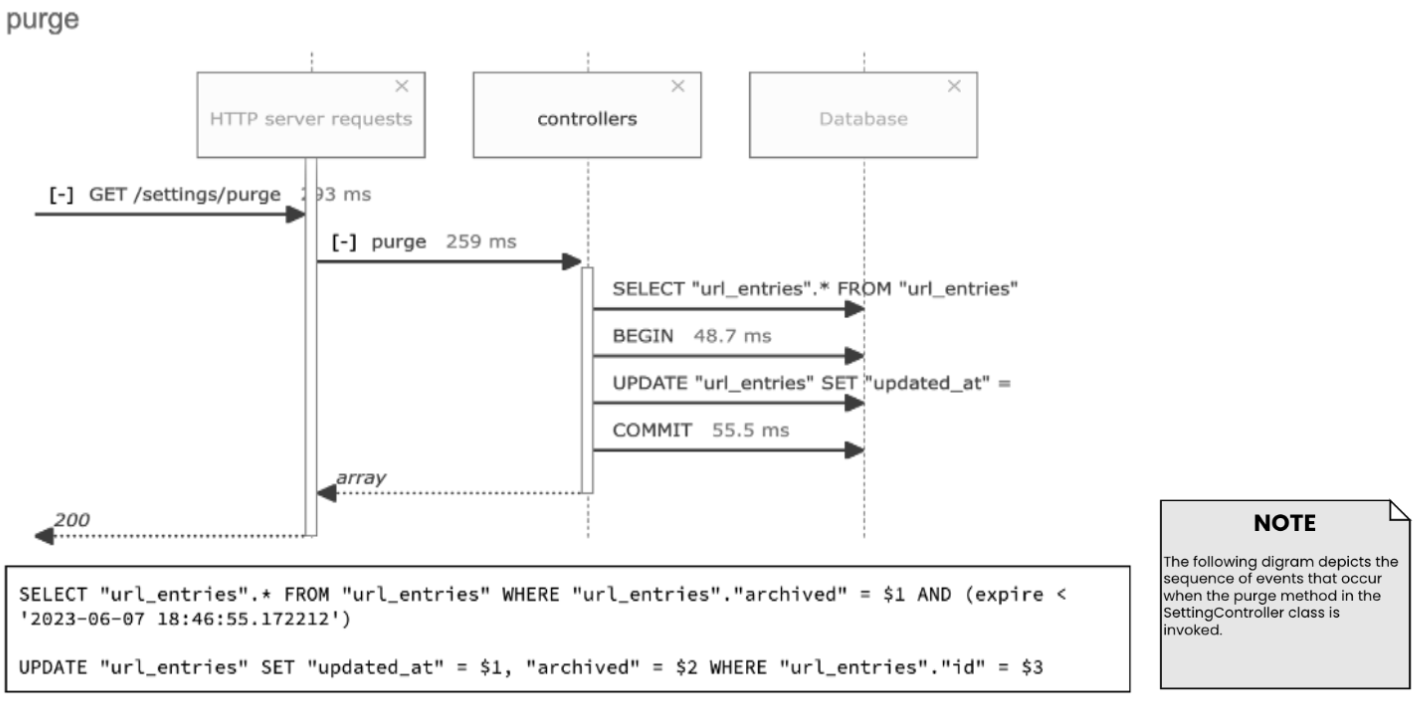 purge
HTTP server requests
controllers
Database
[-] GET /settings/purge 293 ms
[-] purge 259 ms
SELECT "url_entries".* FROM "url_entries"
BEGIN 48.7 ms
UPDATE "url_entries" SET "updated_at" =
COMMIT 55.5 ms
array
200
SELECT "url_entries".* FROM "url_entries" WHERE "url_entries"."archived" = $1 AND (expire <
'2023-06-07 18:46:55.172212')
UPDATE "url_entries" SET "updated_at" = $1, "archived" = $2 WHERE "url_entries"."id" = $3
NOTE
The following digram depicts the
sequence of events that occur
when the purge method in the
SettingController class is
invoked.